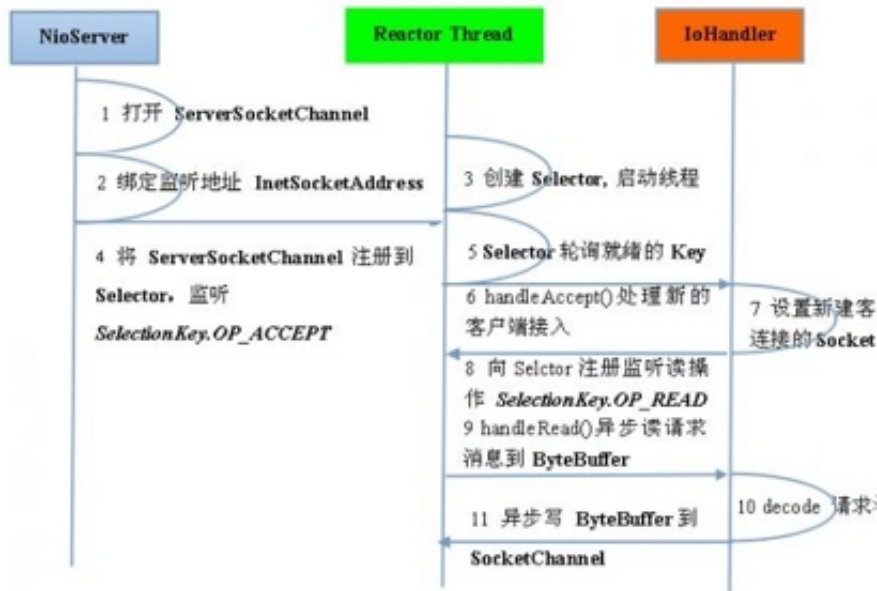 NioServer
Reactor Thread
IoHandler
1 打开 ServerSocketChannel
2 绑定监听地址 InetSocketAddress
3 创建 Selector, 启动线程
4 将 ServerSocketChannel 注册到
Selector，监听
SelectionKey.OP_ACCEPT
5 Selector 轮询就绪的 Key
6 handleAccept()处理新的
客户端接入
7 设置新建客
连接的 Socket
8 向 Selctor 注册监听读操
作 SelectionKey.OP_READ
9 handleRead()异步读请求
消息到 ByteBuffer
10 decode 请求
11 异步写 ByteBuffer 到
SocketChannel